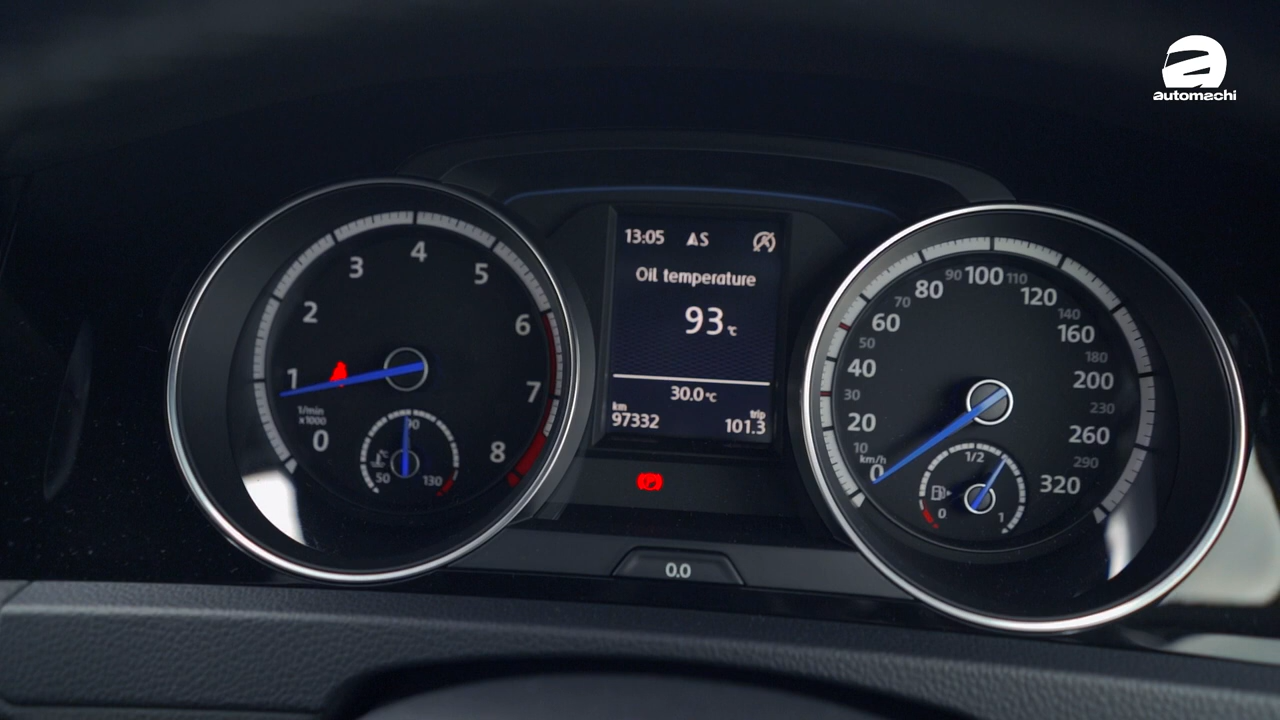 automachi
13:05 AS
Oil temperature
93 °C
30.0 °C
km
97332
trip
101.3
0.0
0 1 2 3 4 5 6 7 8
1/min
x1000
50 90 130
°C
0 10 20 30 40 50 60 70 80 90 100 110 120 140 160 180 200 230 260 290 320
km/h
0 1/2 1